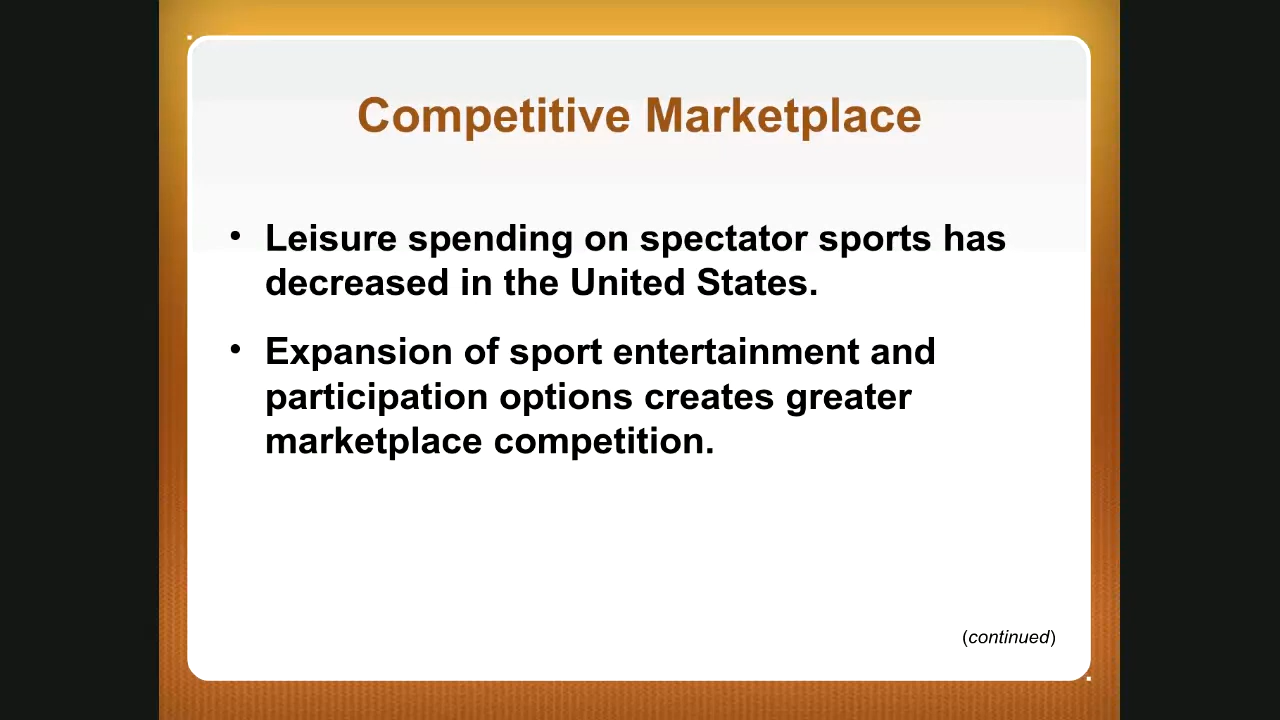 Competitive Marketplace
• Leisure spending on spectator sports has
decreased in the United States.
• Expansion of sport entertainment and
participation options creates greater
marketplace competition.
(continued)